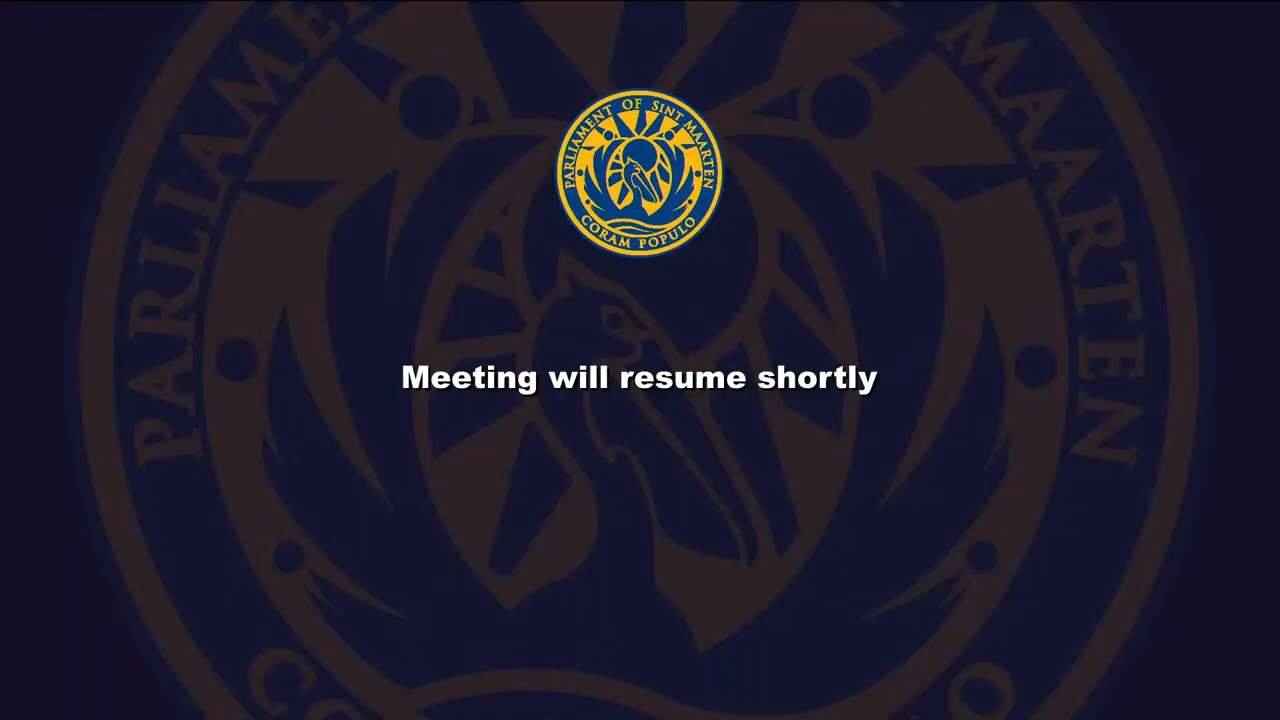 PARLIAMENT OF SINT MAARTEN
CORAM POPULO
Meeting will resume shortly